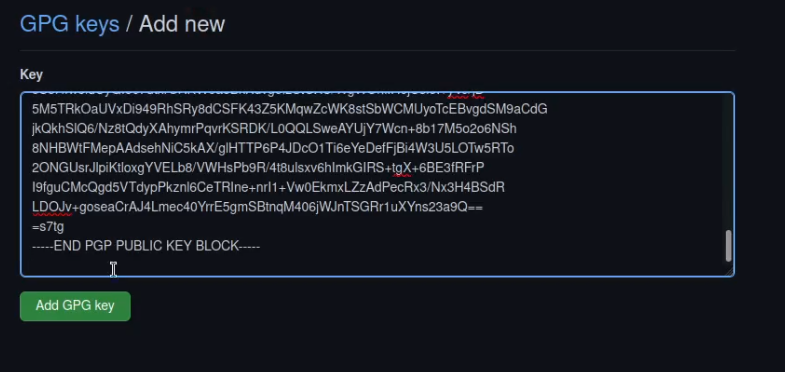 GPG keys / Add new
Key
5M5TRkOaUVxDi949RhSRy8dCSFK43Z5KMqwZcWK8stSbWCMUyoTcEBvgdSM9aCdG
jkQkhSlQ6/Nz8tQdyXAhymrPqvrKSRDK/L0QQLSweAYUjY7Wcn+8b17M5o2o6NSh
8NHBWtFMepAAdsehNiC5kAX/glHTTP6P4JDcO1Ti6eYeDefFjBi4W3U5LOTw5RTo
2ONGUsrJlpiKtloxgYVELb8/VWHsPb9R/4t8ulsxv6hImkGIRS+tgX+6BE3fRFrP
I9fguCMcQgd5VTdypPkznl6CeTRIne+nrI1+Vw0EkmxLZzAdPecRx3/Nx3H4BSdR
LDOJv+goseaCrAJ4Lmec40YrrE5gmSBtnqM406jWJnTSGRr1uXYns23a9Q==
=s7tg
-----END PGP PUBLIC KEY BLOCK-----
Add GPG key